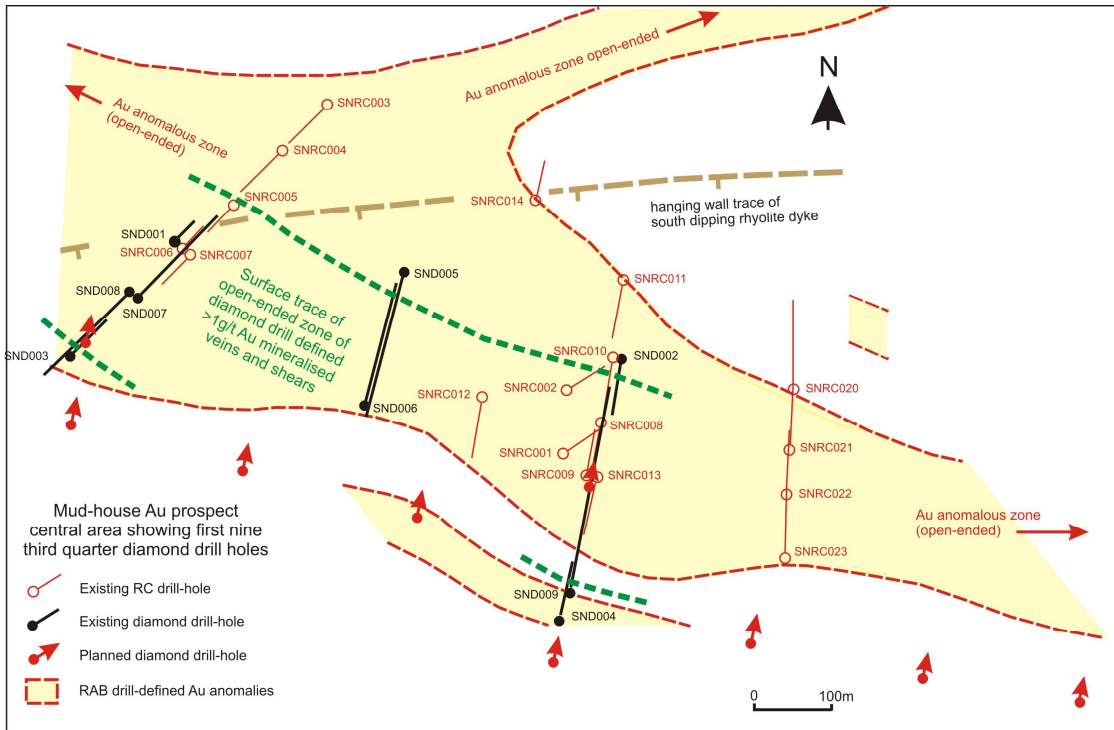 Au anomalous zone open-ended
N
Au anomalous zone
(open-ended)
SNRC003
SNRC004
SNRC005
SNRC014
hanging wall trace of
south dipping rhyolite dyke
SND001
SNRC006
SNRC007
SND005
SNRC011
SND008
SND007
Surface trace of
open-ended zone of
diamond drill defined
>1g/t Au mineralised
veins and shears
SND003
SNRC010
SND002
SNRC002
SNRC012
SNRC020
SND006
SNRC008
SNRC001
SNRC021
SNRC009
SNRC013
SNRC022
Au anomalous zone
(open-ended)
SNRC023
SND009
SND004
Mud-house Au prospect
central area showing first nine
third quarter diamond drill holes
Existing RC drill-hole
Existing diamond drill-hole
Planned diamond drill-hole
RAB drill-defined Au anomalies
0 100m